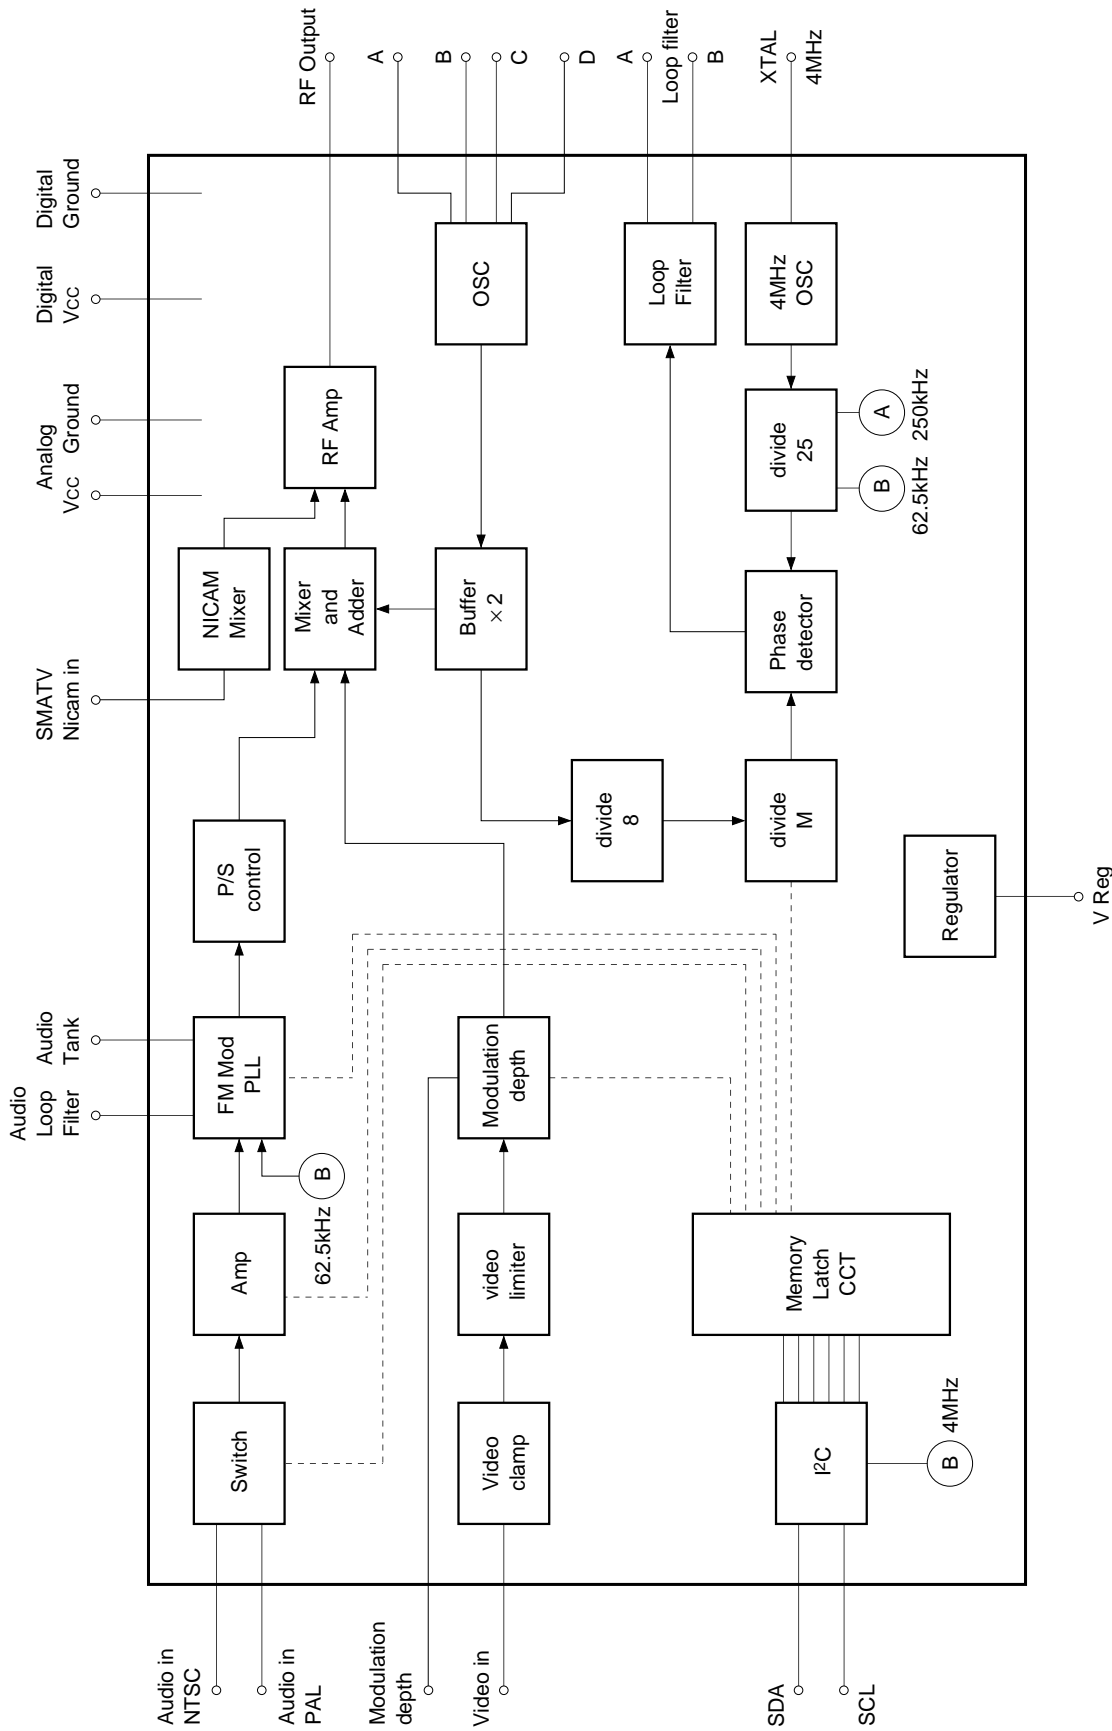 Audio
Loop
Filter
Audio
Tank
SMATV
Nicam in
Analog
Vcc
Ground
Digital
Vcc
Digital
Ground
Audio in
NTSC
Audio in
PAL
Switch
Amp
FM Mod
PLL
P/S
control
NICAM
Mixer
Mixer
and
Adder
RF Amp
RF Output
B
62.5kHz
Modulation
depth
Video in
Video
clamp
video
limiter
Modulation
depth
Buffer
×2
OSC
A
B
C
D
divide
8
Loop
Filter
A
Loop filter
B
SDA
SCL
I²C
B
4MHz
Memory
Latch
CCT
divide
M
Phase
detector
divide
25
4MHz
OSC
XTAL
4MHz
B
62.5kHz
A
250kHz
Regulator
V Reg